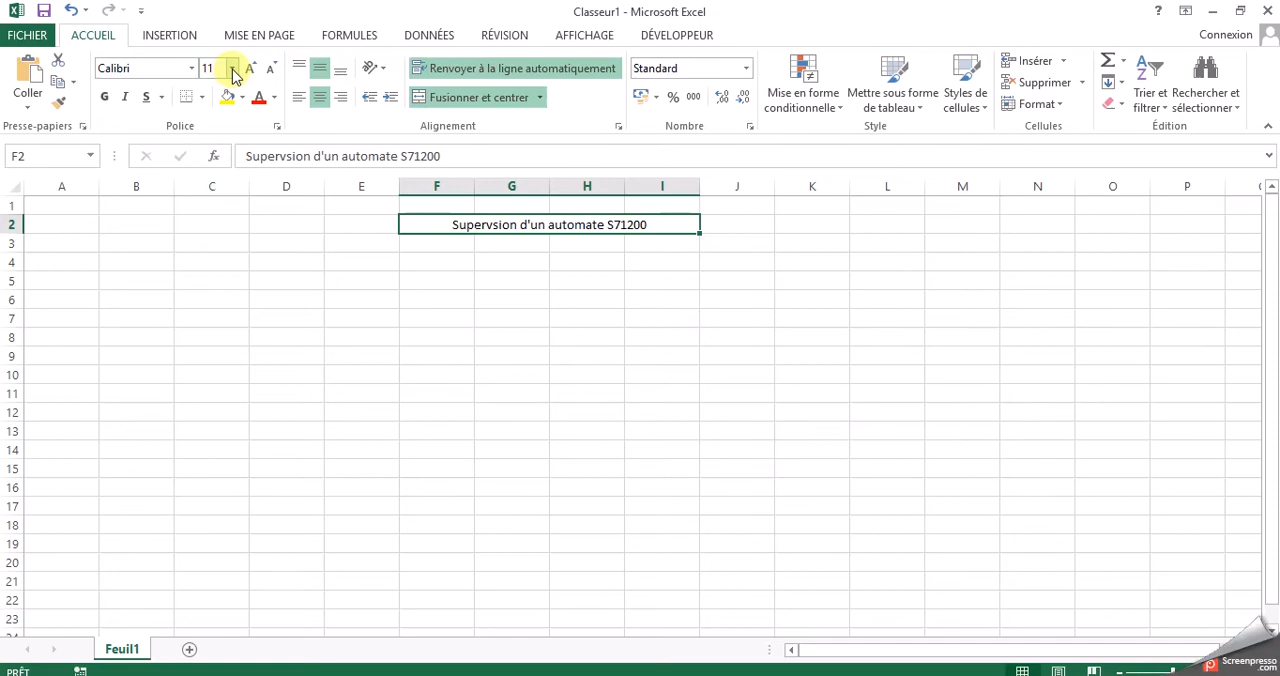 Classeur1 - Microsoft Excel
?
FICHIER ACCUEIL INSERTION MISE EN PAGE FORMULES DONNÉES RÉVISION AFFICHAGE DÉVELOPPEUR Connexion
Calibri 11 A A Renvoyer à la ligne automatiquement Standard Insérer
Coller Mise en forme Mettre sous forme Styles de Supprimer Trier et Rechercher et
G I S A Fusionner et centrer % 000 conditionnelle de tableau cellules Format filtrer sélectionner
Presse-papiers Police Alignement Nombre Style Cellules Édition
F2 fx Supervsion d'un automate S71200
A B C D E F G H I J K L M N O P
1
2 Supervsion d'un automate S71200
3
4
5
6
7
8
9
10
11
12
13
14
15
16
17
18
19
20
21
22
23
Feuil1
PRÊT
Screenpresso
.com